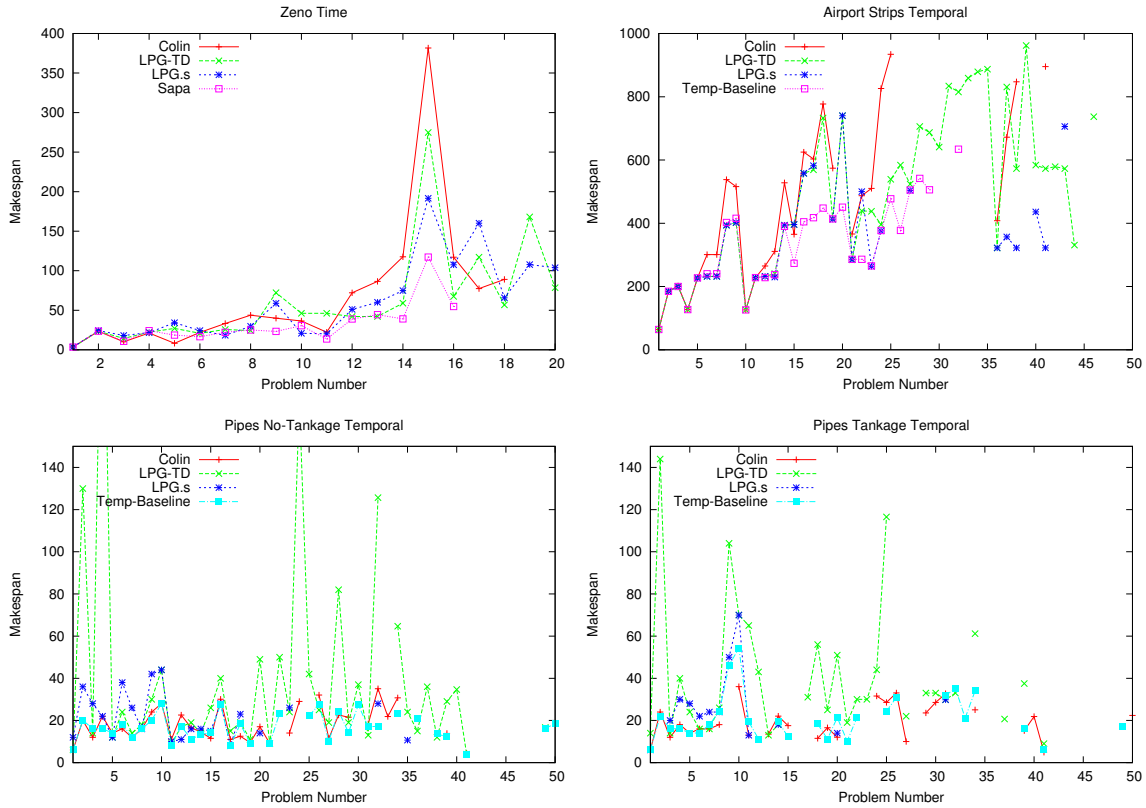 Zeno Time
Makespan
400
350
300
250
200
150
100
50
0
Colin
LPG-TD
LPG.s
Sapa
2 4 6 8 10 12 14 16 18 20
Problem Number
Airport Strips Temporal
Makespan
1000
800
600
400
200
0
Colin
LPG-TD
LPG.s
Temp-Baseline
5 10 15 20 25 30 35 40 45 50
Problem Number
Pipes No-Tankage Temporal
Makespan
140
120
100
80
60
40
20
0
Colin
LPG-TD
LPG.s
Temp-Baseline
5 10 15 20 25 30 35 40 45 50
Problem Number
Pipes Tankage Temporal
Makespan
140
120
100
80
60
40
20
0
Colin
LPG-TD
LPG.s
Temp-Baseline
5 10 15 20 25 30 35 40 45 50
Problem Number